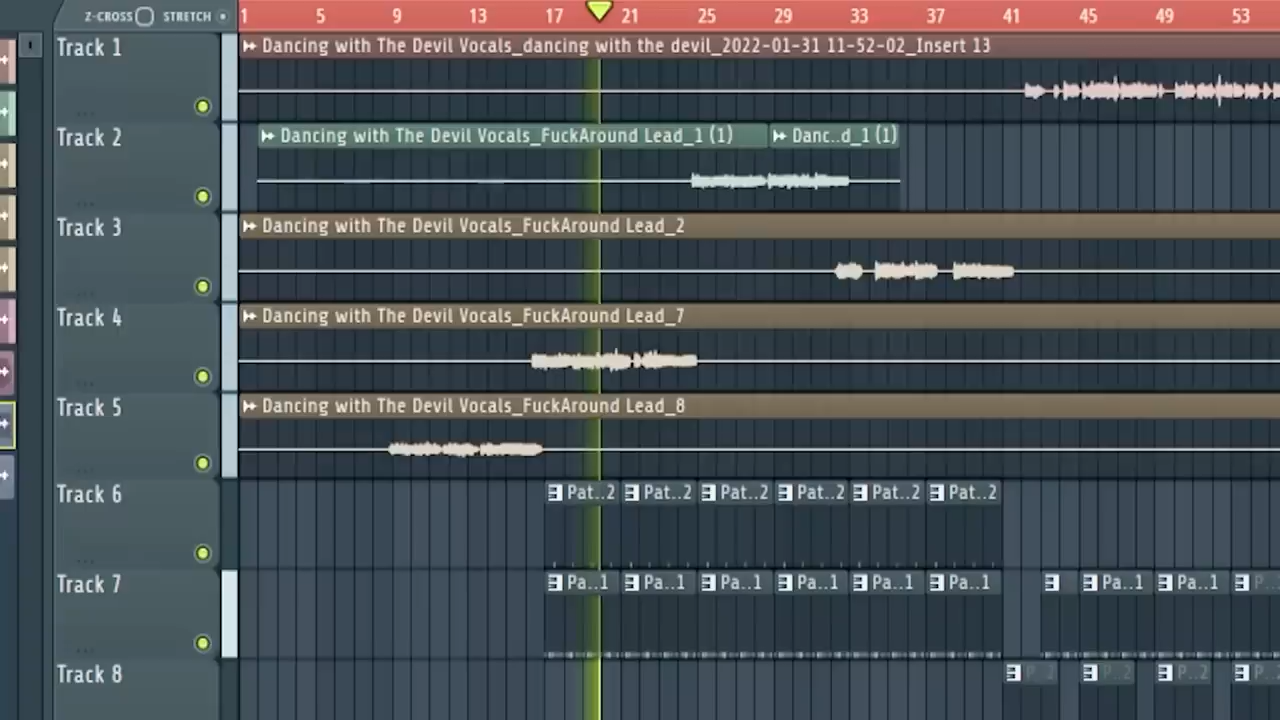 Z-CROSS STRETCH 1 5 9 13 17 21 25 29 33 37 41 45 49 53
Track 1 Dancing with The Devil Vocals_dancing with the devil_2022-01-31 11-52-02_Insert 13
Track 2 Dancing with The Devil Vocals_FuckAround Lead_1 (1) Danc..d_1 (1)
Track 3 Dancing with The Devil Vocals_FuckAround Lead_2
Track 4 Dancing with The Devil Vocals_FuckAround Lead_7
Track 5 Dancing with The Devil Vocals_FuckAround Lead_8
Track 6 Pat..2 Pat..2 Pat..2 Pat..2 Pat..2 Pat..2
Track 7 Pa..1 Pa..1 Pa..1 Pa..1 Pa..1 Pa..1 Pa..1 Pa..1
Track 8